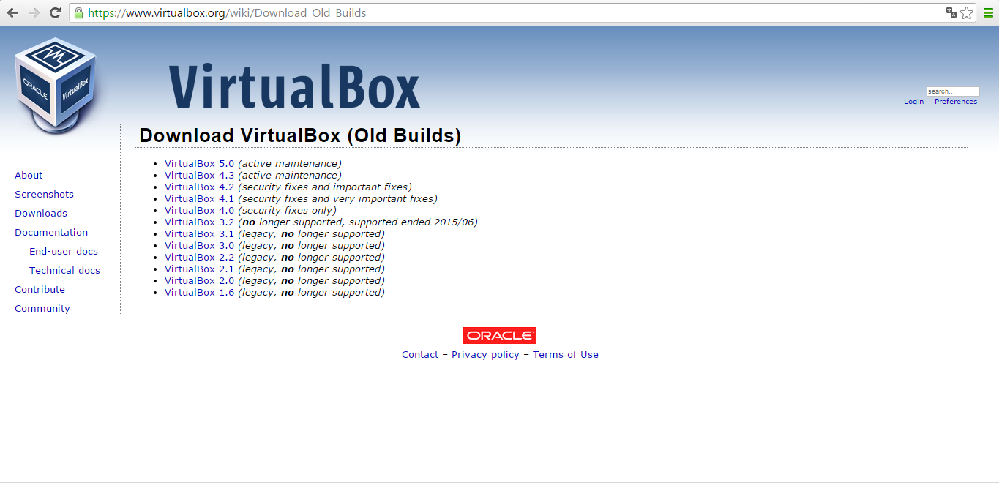 https://www.virtualbox.org/wiki/Download_Old_Builds
ORACLE
VirtualBox
VirtualBox
search...
Login Preferences
Download VirtualBox (Old Builds)
About
Screenshots
Downloads
Documentation
End-user docs
Technical docs
Contribute
Community
• VirtualBox 5.0 (active maintenance)
• VirtualBox 4.3 (active maintenance)
• VirtualBox 4.2 (security fixes and important fixes)
• VirtualBox 4.1 (security fixes and very important fixes)
• VirtualBox 4.0 (security fixes only)
• VirtualBox 3.2 (no longer supported, supported ended 2015/06)
• VirtualBox 3.1 (legacy, no longer supported)
• VirtualBox 3.0 (legacy, no longer supported)
• VirtualBox 2.2 (legacy, no longer supported)
• VirtualBox 2.1 (legacy, no longer supported)
• VirtualBox 2.0 (legacy, no longer supported)
• VirtualBox 1.6 (legacy, no longer supported)
ORACLE
Contact – Privacy policy – Terms of Use